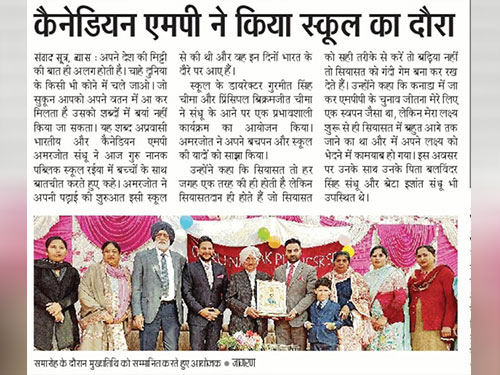 कैनेडियन एमपी ने किया स्कूल का दौरा
संवाद सूत्र, ब्यास : अपने देश की मिट्टी
की बात ही अलग होती है। चाहे दुनिया
के किसी भी कोने में चले जाओ। जो
सुकून आपको अपने वतन में आ कर
मिलता है उसको शब्दों में बयां नहीं
किया जा सकता। यह शब्द अप्रवासी
भारतीय और कैनेडियन एमपी
अमरजोत संधू ने आज गुरु नानक
पब्लिक स्कूल रईया में बच्चों के साथ
बातचीत करते हुए कहे। अमरजोत ने
अपनी पढ़ाई की शुरुआत इसी स्कूल
से की थी और वह इन दिनों भारत के
दौरे पर आए हैं।
स्कूल के डायरेक्टर गुरमीत सिंह
चीमा और प्रिंसिपल बिक्रमजीत चीमा
ने संधू के आने पर एक प्रभावशाली
कार्यक्रम का आयोजन किया।
अमरजोत ने अपने बचपन और स्कूल
की यादों को साझा किया।
उन्होंने कहा कि सियासत तो हर
जगह एक तरह की ही होती है लेकिन
सियासतदान ही होते हैं जो सियासत
को सही तरीके से करें तो बढ़िया नहीं
तो सियासत को गंदी गेम बना कर रख
देते हैं। उन्होंने कहा कि कनाडा में जा
कर एमपीपी के चुनाव जीतना मेरे लिए
एक स्वपन जैसा था, लेकिन मेरा लक्ष्य
शुरू से ही सियासत में बहुत आगे तक
जाने का था और में अपने लक्ष्य को
भेदने में कामयाब हो गया। इस अवसर
पर उनके साथ उनके पिता बलविंदर
सिंह संधू और बेटा इशांत संधू भी
उपस्थित थे।
समारोह के दौरान मुख्यतिथि को सम्मानित करते हुए आयोजक ● जागरण